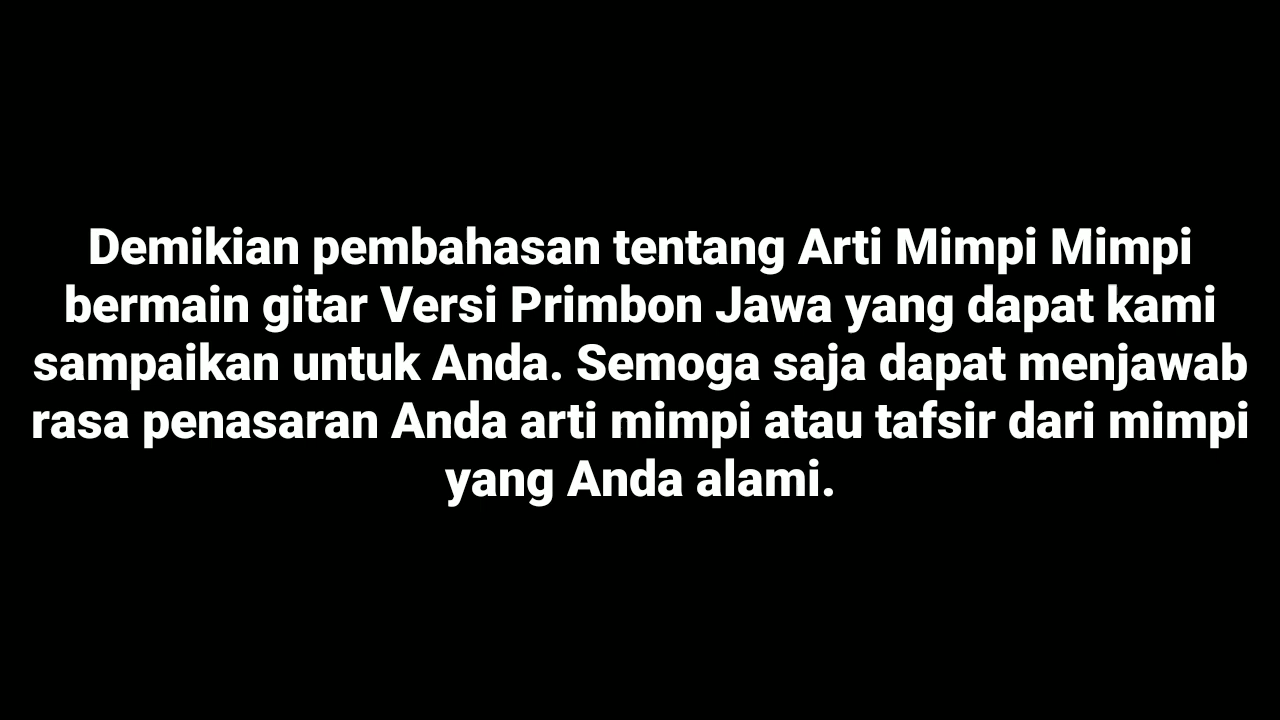 Demikian pembahasan tentang Arti Mimpi Mimpi
bermain gitar Versi Primbon Jawa yang dapat kami
sampaikan untuk Anda. Semoga saja dapat menjawab
rasa penasaran Anda arti mimpi atau tafsir dari mimpi
yang Anda alami.